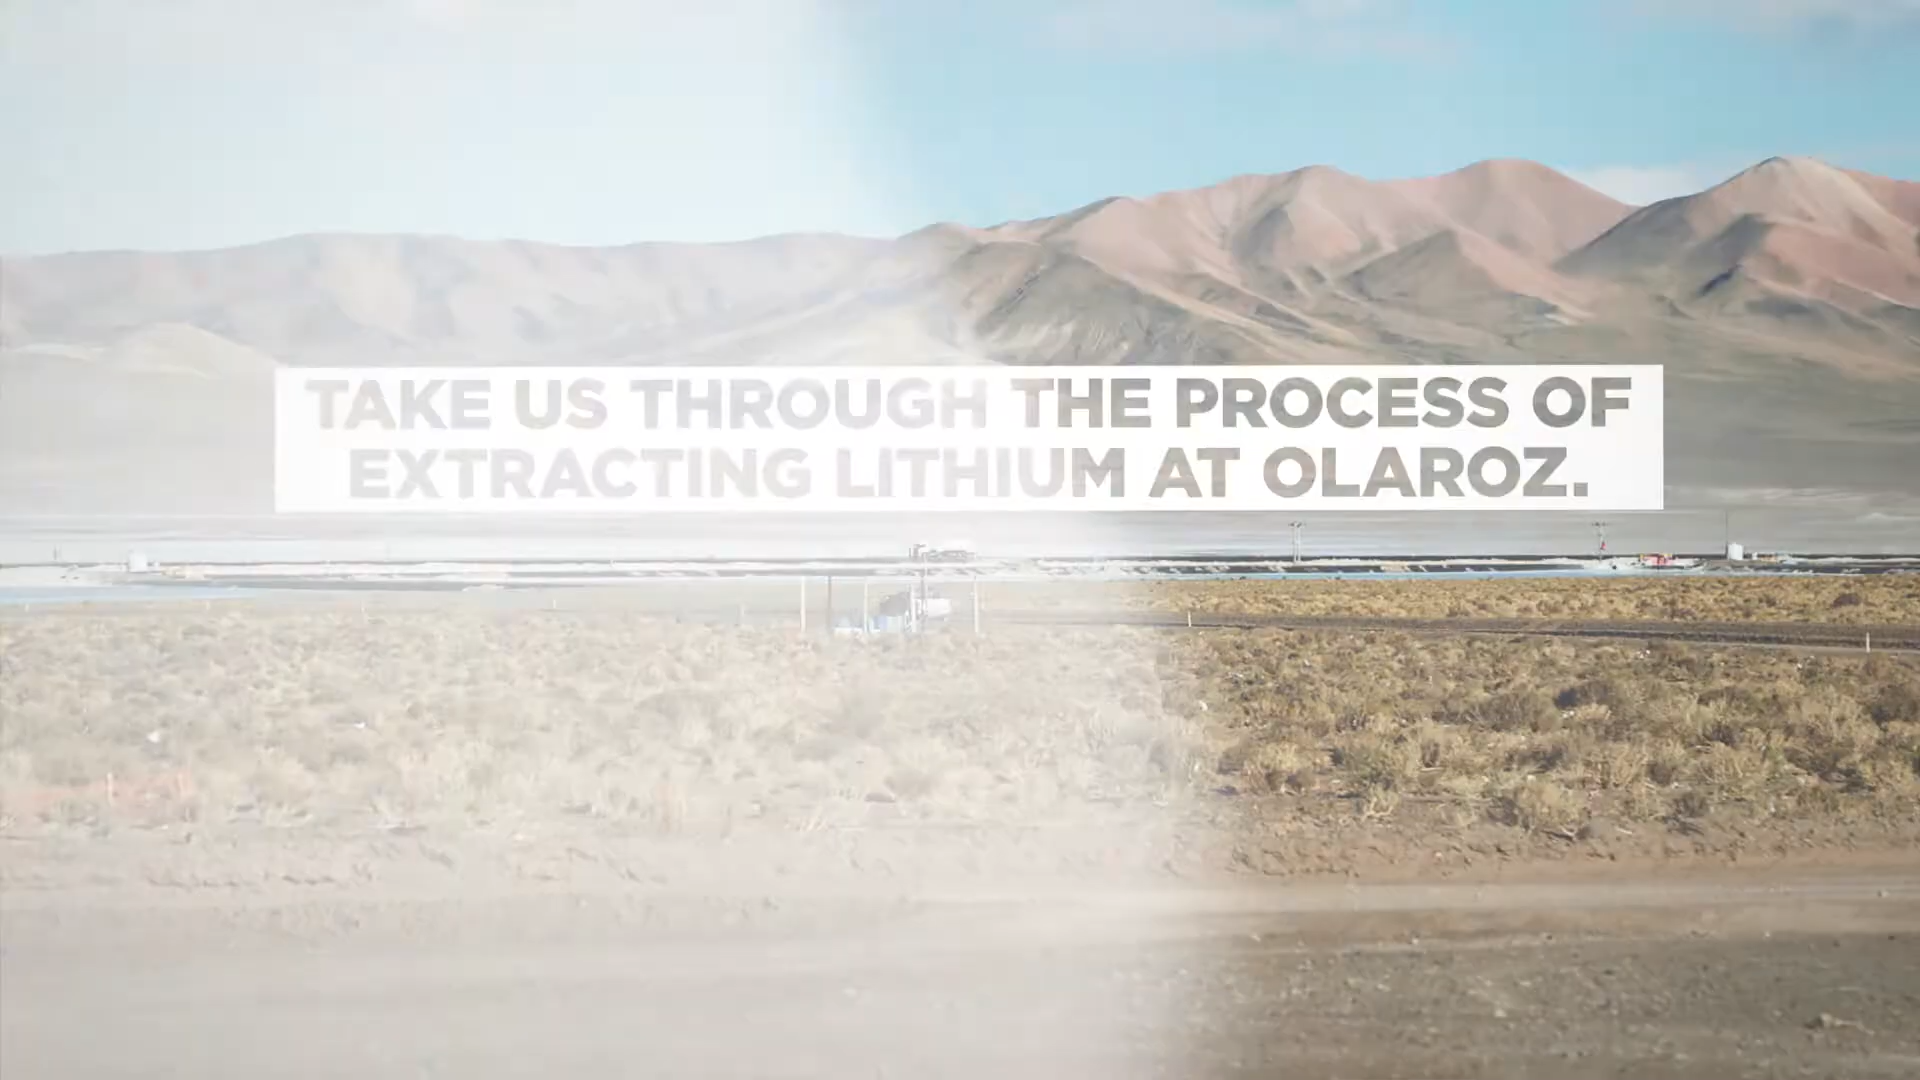 TAKE US THROUGH THE PROCESS OF
EXTRACTING LITHIUM AT OLAROZ.